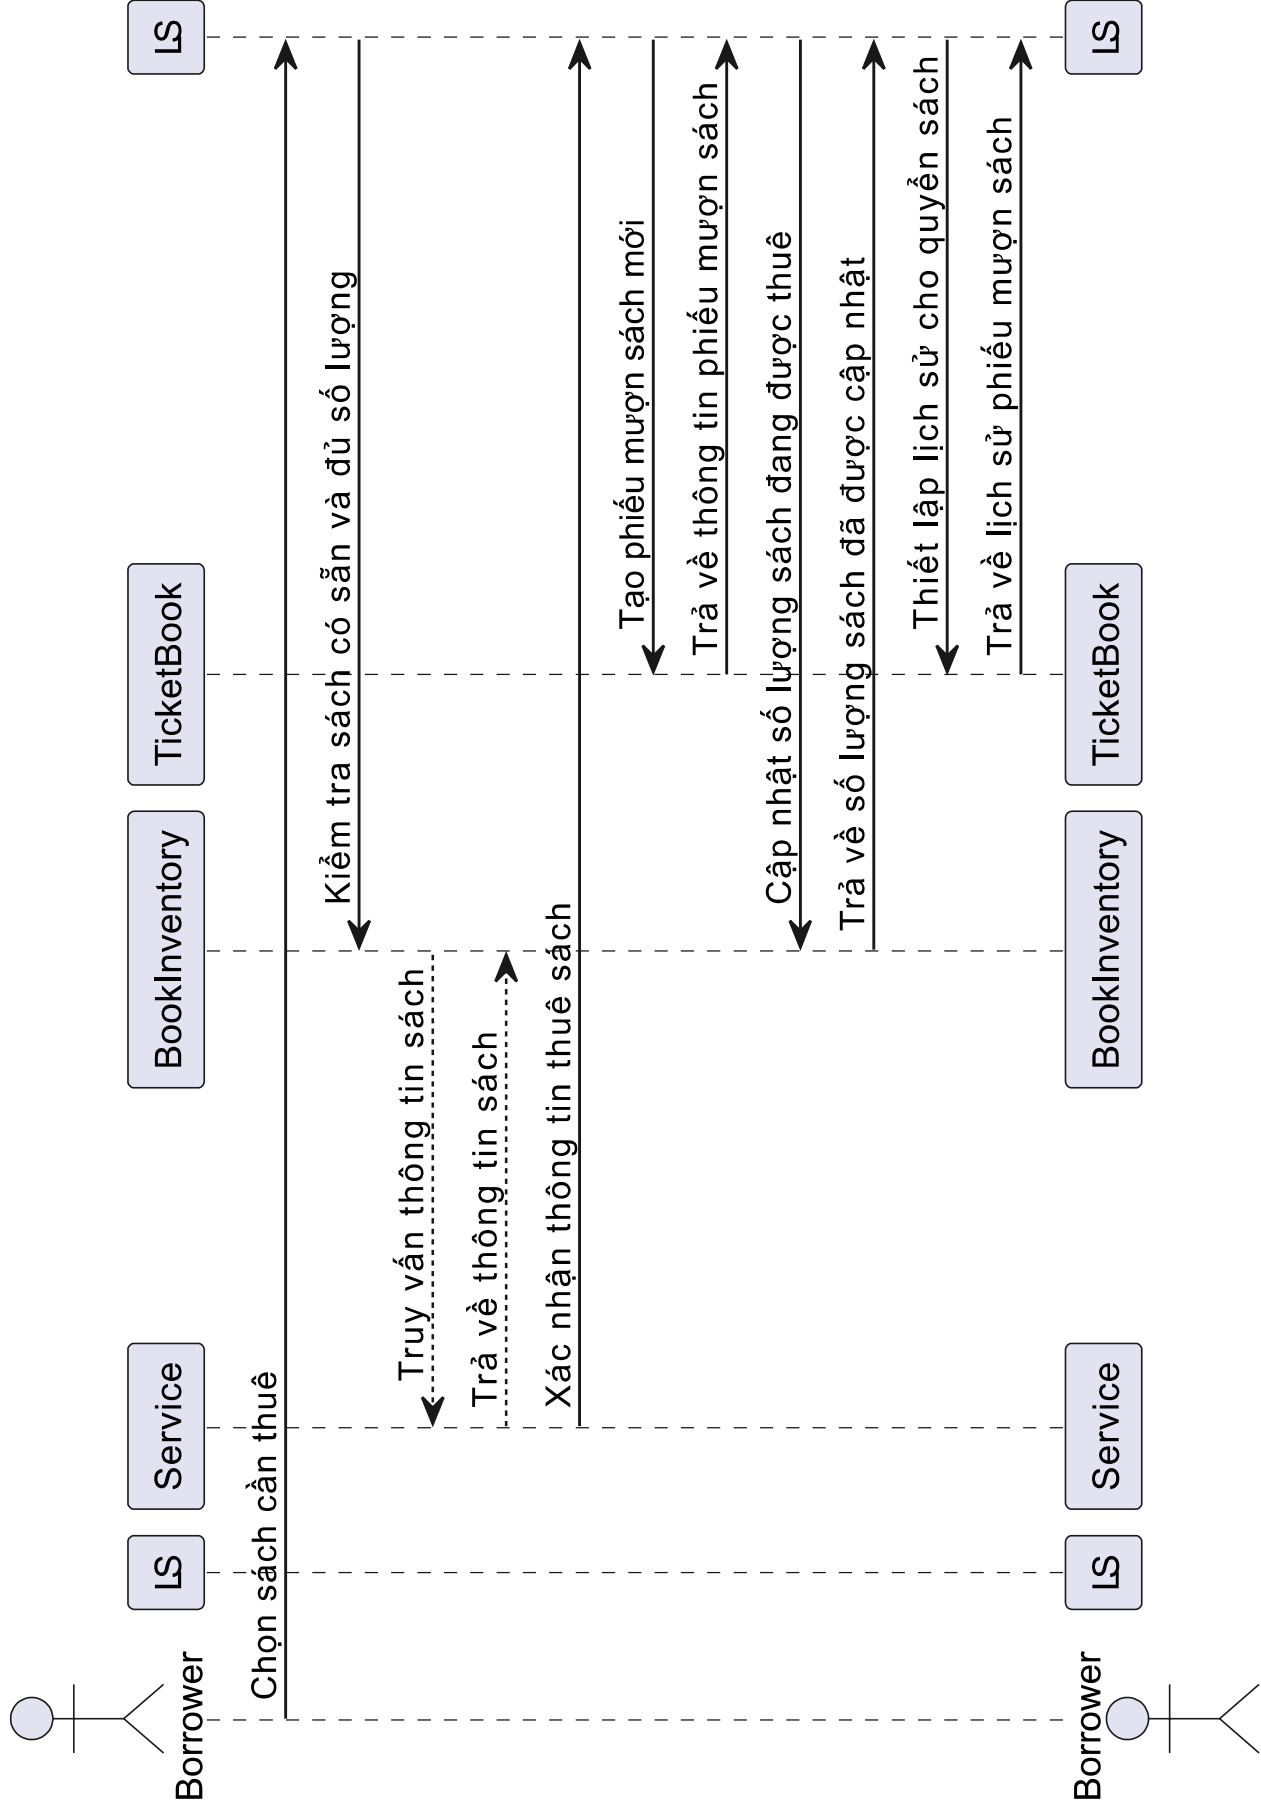 Borrower
LS
Service
BookInventory
TicketBook
LS
Chọn sách cần thuê
Kiểm tra sách có sẵn và đủ số lượng
Truy vấn thông tin sách
Trả về thông tin sách
Xác nhận thông tin thuê sách
Tạo phiếu mượn sách mới
Trả về thông tin phiếu mượn sách
Cập nhật số lượng sách đang được thuê
Trả về số lượng sách đã được cập nhật
Thiết lập lịch sử cho quyển sách
Trả về lịch sử phiếu mượn sách
Borrower
LS
Service
BookInventory
TicketBook
LS